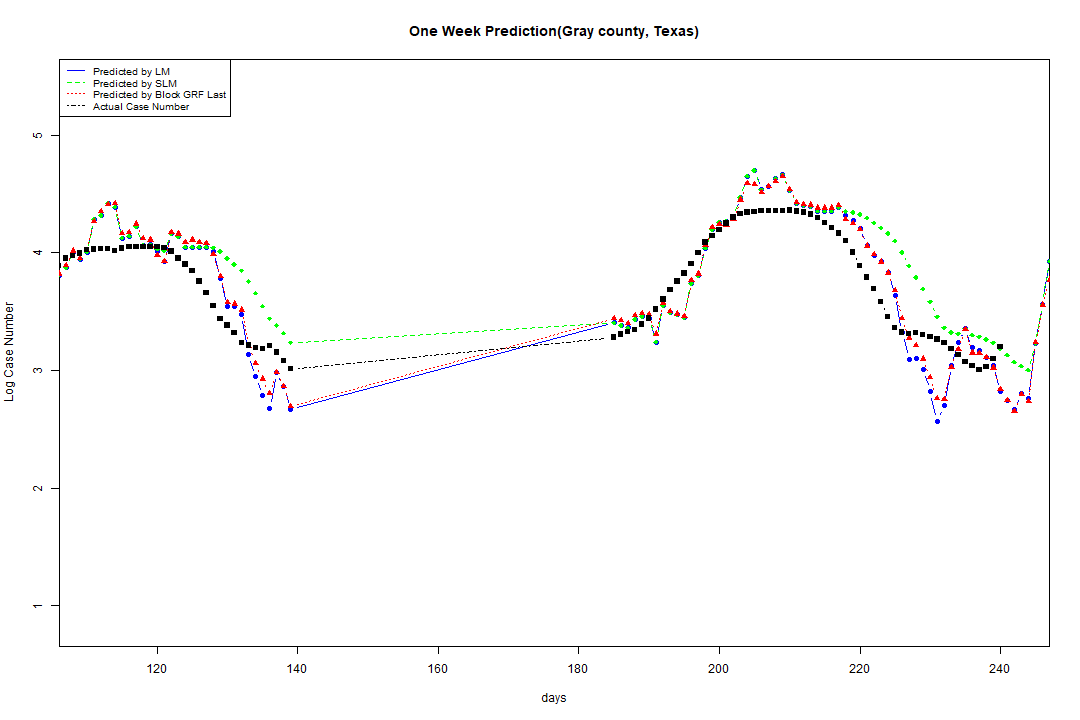 One Week Prediction(Gray county, Texas)
Predicted by LM
Predicted by SLM
Predicted by Block GRF Last
Actual Case Number
5
4
3
2
1
Log Case Number
120 140 160 180 200 220 240
days